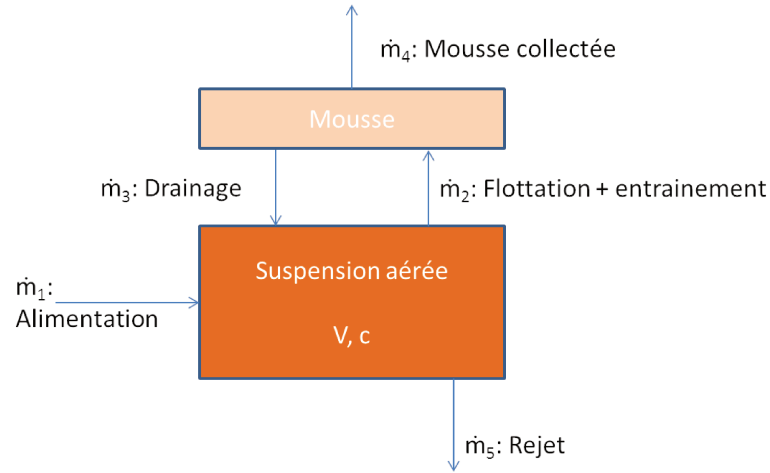 ṁ4: Mousse collectée
Mousse
ṁ3: Drainage
ṁ2: Flottation + entrainement
Suspension aérée
ṁ1:
Alimentation
V, c
ṁ5: Rejet